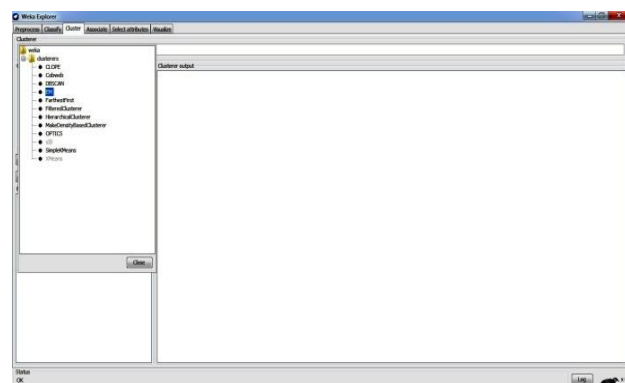 Weka Explorer
Preprocess Classify Cluster Associate Select attributes Visualize
Clusterer
weka
clusterers
CLOPE
Cobweb
DBSCAN
EM
FarthestFirst
FilteredClusterer
HierarchicalClusterer
MakeDensityBasedClusterer
OPTICS
sIB
SimpleKMeans
XMeans
Clusterer output
Close
Status
OK
Log